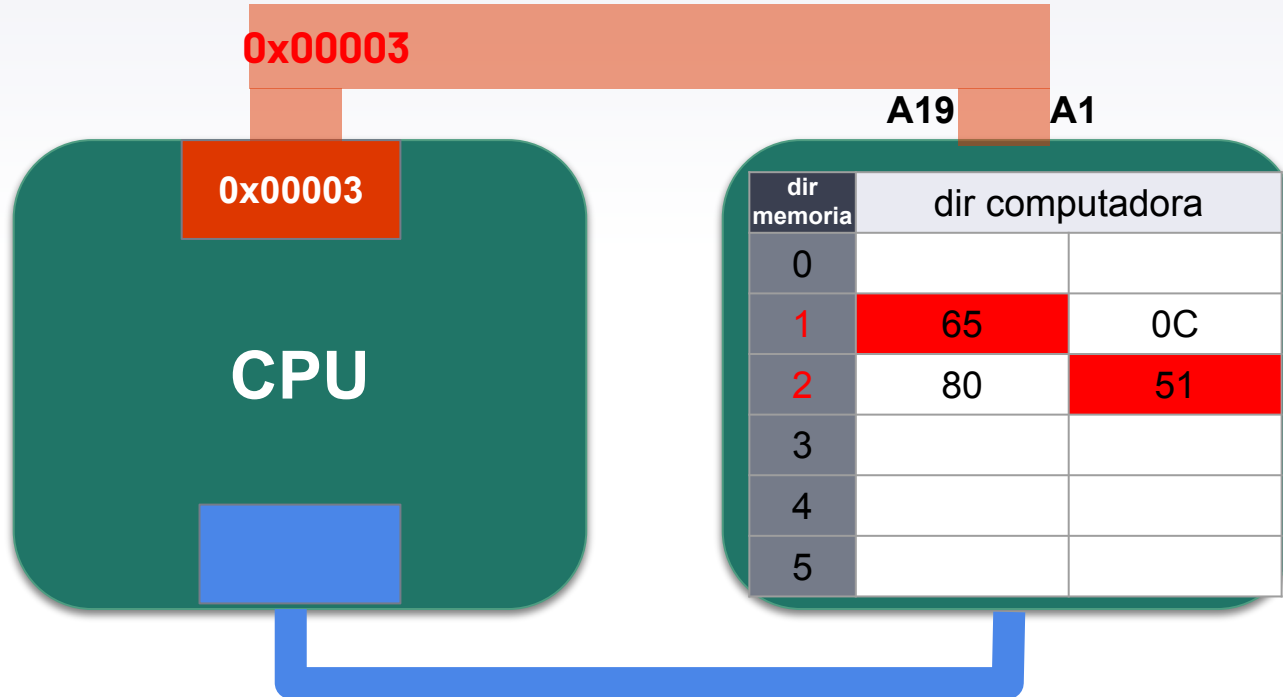 0x00003
A19 A1
0x00003
CPU
dir memoria dir computadora
0
1 65 0C
2 80 51
3
4
5